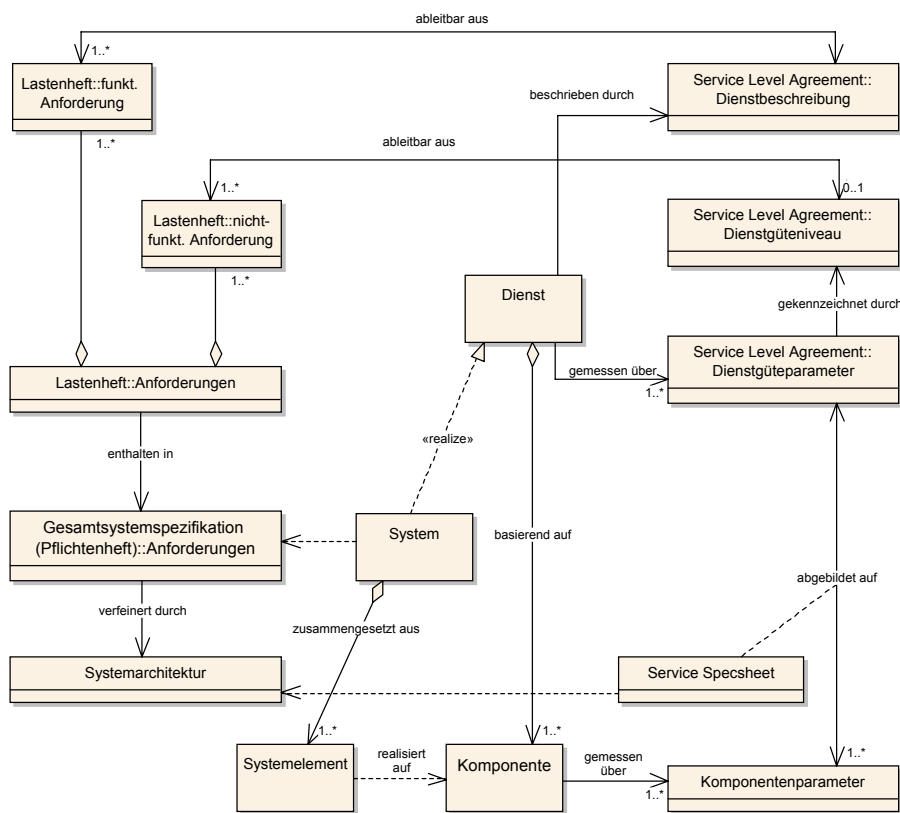 ableitbar aus
1..*
Lastenheft::funkt.
Anforderung
Service Level Agreement::
Dienstbeschreibung
beschrieben durch
1..*
ableitbar aus
1..*
0..1
Lastenheft::nicht-
funkt. Anforderung
Service Level Agreement::
Dienstgüteniveau
1..*
Dienst
gekennzeichnet durch
Service Level Agreement::
Dienstgüteparameter
Lastenheft::Anforderungen
gemessen über
1..*
«realize»
enthalten in
Gesamtsystemspezifikation
(Pflichtenheft)::Anforderungen
System
basierend auf
abgebildet auf
verfeinert durch
zusammengesetzt aus
Systemarchitektur
Service Specsheet
1..*
1..*
1..*
Systemelement
realisiert
auf
Komponente
gemessen
über
1..*
Komponentenparameter